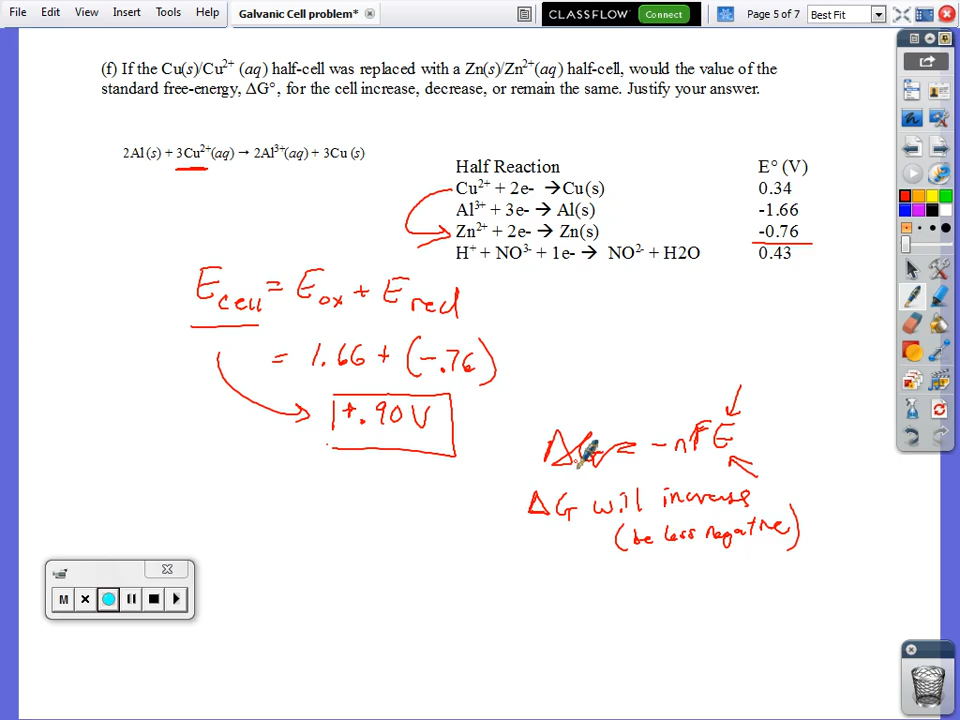 File Edit View Insert Tools Help
Galvanic Cell problem*
CLASSFLOW Connect
Page 5 of 7 Best Fit
(f) If the Cu(s)/Cu²⁺ (aq) half-cell was replaced with a Zn(s)/Zn²⁺(aq) half-cell, would the value of the
standard free-energy, ΔG°, for the cell increase, decrease, or remain the same. Justify your answer.
2Al (s) + 3Cu²⁺(aq) → 2Al³⁺(aq) + 3Cu (s)
Half Reaction E° (V)
Cu²⁺ + 2e- →Cu(s) 0.34
Al³⁺ + 3e- → Al(s) -1.66
Zn²⁺ + 2e- → Zn(s) -0.76
H⁺ + NO³⁻ + 1e- → NO²⁻ + H2O 0.43
Ecell = Eox + Ered
= 1.66 + (-.76)
+.90V
ΔG = -nFE
ΔG will increase
(be less negative)
M